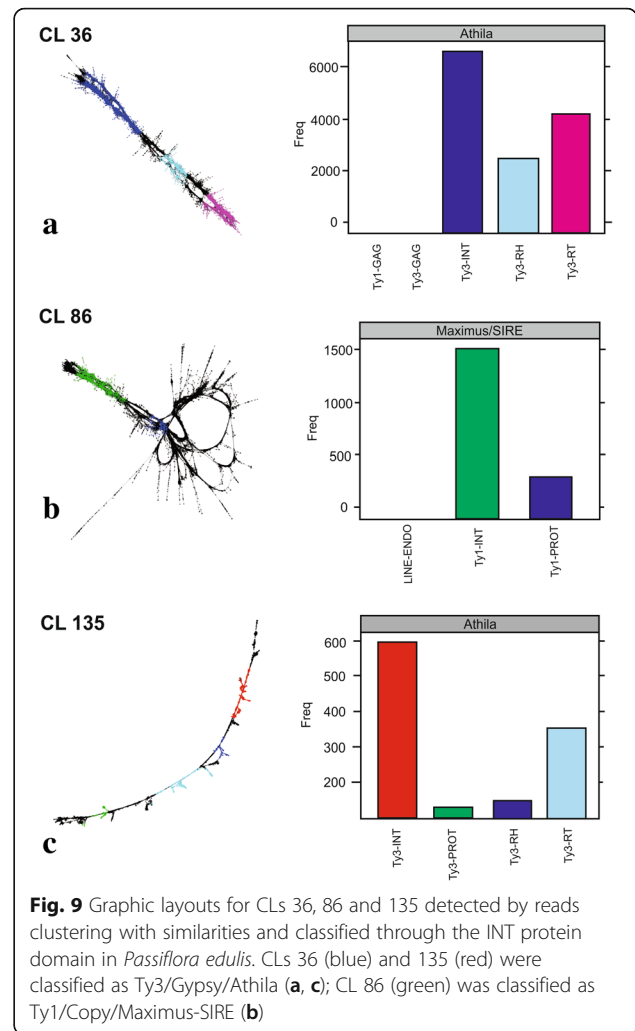 CL 36
a
Athila
Freq
6000
4000
2000
0
Ty1-GAG
Ty3-GAG
Ty3-INT
Ty3-RH
Ty3-RT
CL 86
b
Maximus/SIRE
Freq
1500
1000
500
0
LINE-ENDO
Ty1-INT
Ty1-PROT
CL 135
c
Athila
Freq
600
500
400
300
200
Ty3-INT
Ty3-PROT
Ty3-RH
Ty3-RT
Fig. 9 Graphic layouts for CLs 36, 86 and 135 detected by reads
clustering with similarities and classified through the INT protein
domain in Passiflora edulis. CLs 36 (blue) and 135 (red) were
classified as Ty3/Gypsy/Athila (a, c); CL 86 (green) was classified as
Ty1/Copy/Maximus-SIRE (b)